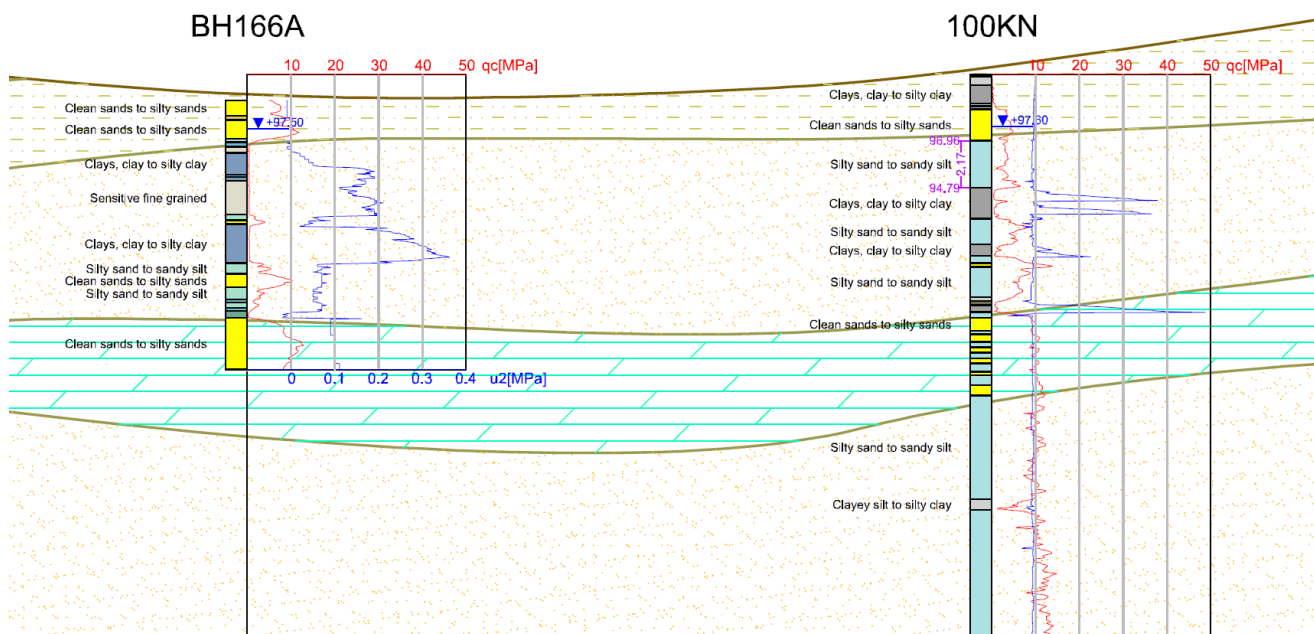 BH166A
100KN
10 20 30 40 50 qc[MPa]
10 20 30 40 50 qc[MPa]
Clean sands to silty sands
+97.60
Clean sands to silty sands
Clays, clay to silty clay
Sensitive fine grained
Clays, clay to silty clay
Silty sand to sandy silt
Clean sands to silty sands
Silty sand to sandy silt
Clean sands to silty sands
0 0.1 0.2 0.3 0.4 u2[MPa]
Clays, clay to silty clay
Clean sands to silty sands
+97.60
96.96
2.17
94.79
Silty sand to sandy silt
Clays, clay to silty clay
Silty sand to sandy silt
Clays, clay to silty clay
Silty sand to sandy silt
Clean sands to silty sands
Silty sand to sandy silt
Clayey silt to silty clay